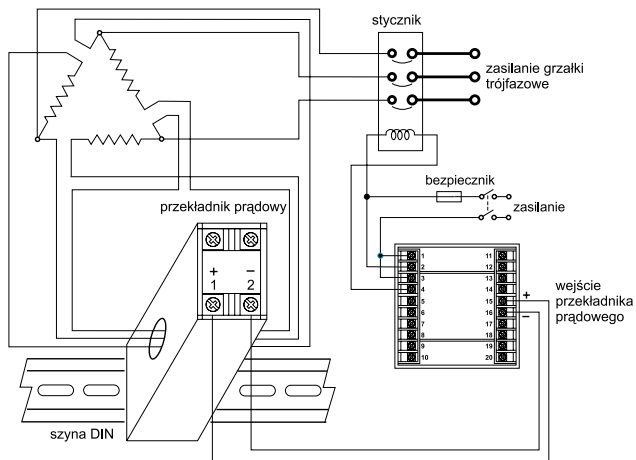 stycznik
zasilanie grzałki
trójfazowe
bezpiecznik
zasilanie
przekładnik prądowy
+
−
1
2
1
2
3
4
5
6
7
8
9
10
11
12
13
14
15
16
17
18
19
20
+
−
wejście
przekładnika
prądowego
szyna DIN